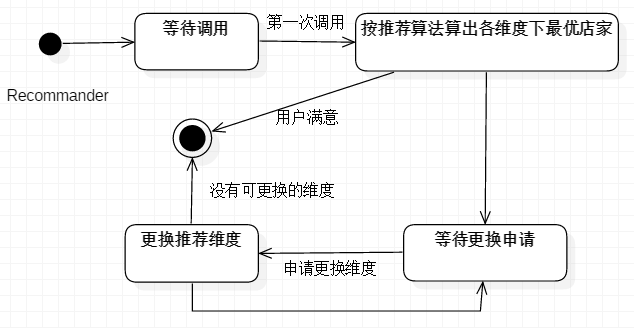 等待调用
第一次调用
按推荐算法算出各维度下最优店家
Recommander
用户满意
没有可更换的维度
更换推荐维度
申请更换维度
等待更换申请